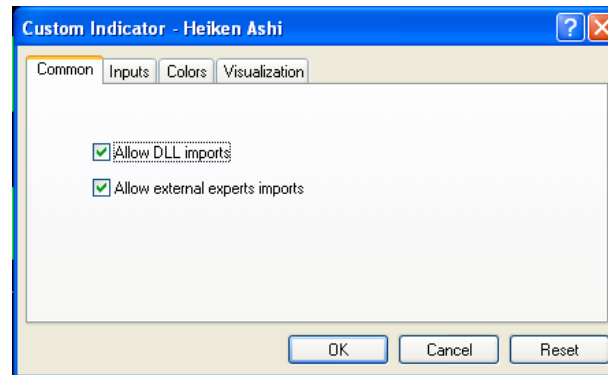 Custom Indicator - Heiken Ashi
Common Inputs Colors Visualization
Allow DLL imports
Allow external experts imports
OK Cancel Reset